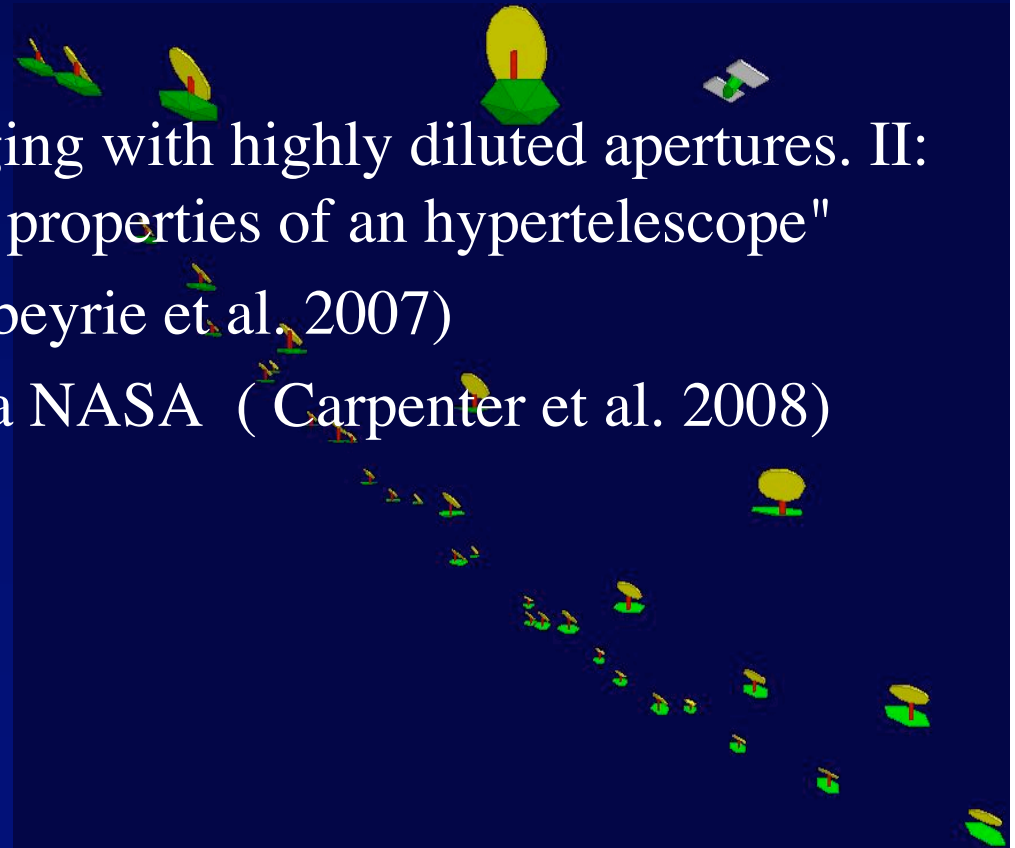 ging with highly diluted apertures. II:
properties of an hypertelescope"
beyrie et al. 2007)
a NASA ( Carpenter et al. 2008)